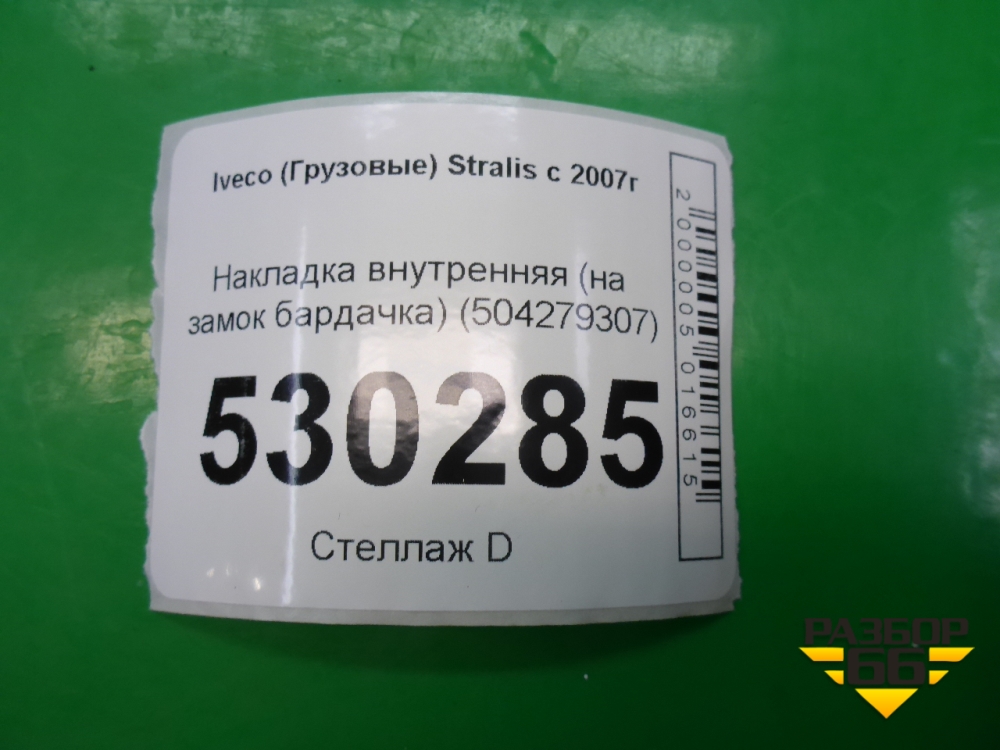 Iveco (Грузовые) Stralis с 2007г
Накладка внутренняя (на
замок бардачка) (504279307)
530285
Стеллаж D
2000005016615
РАЗБОР
66